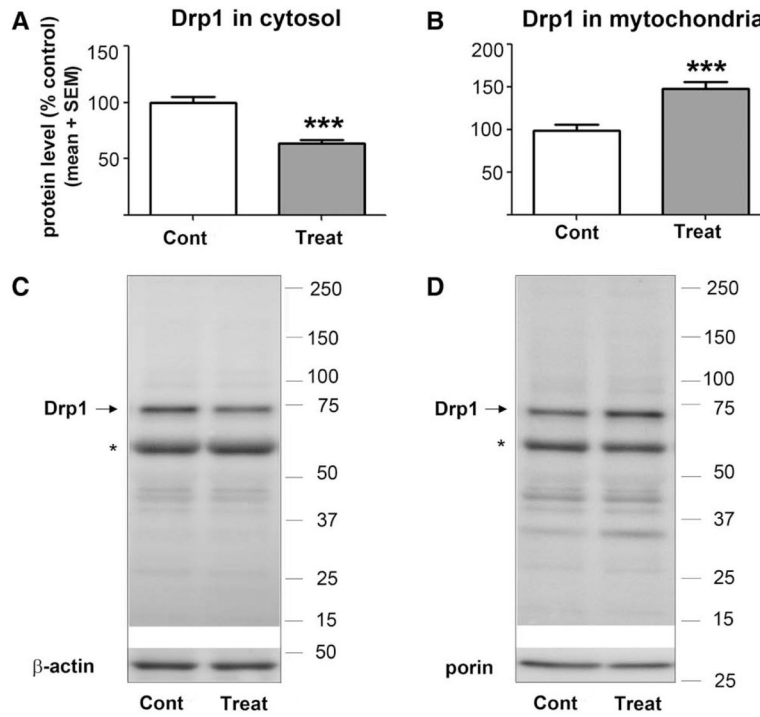 A
Drp1 in cytosol
protein level (% control)
(mean + SEM)
150
100
50
***
Cont
Treat
B
Drp1 in mytochondria
200
150
100
50
***
Cont
Treat
C
Drp1
*
250
150
100
75
50
37
25
15
50
β-actin
Cont
Treat
D
Drp1
*
250
150
100
75
50
37
25
15
25
porin
Cont
Treat